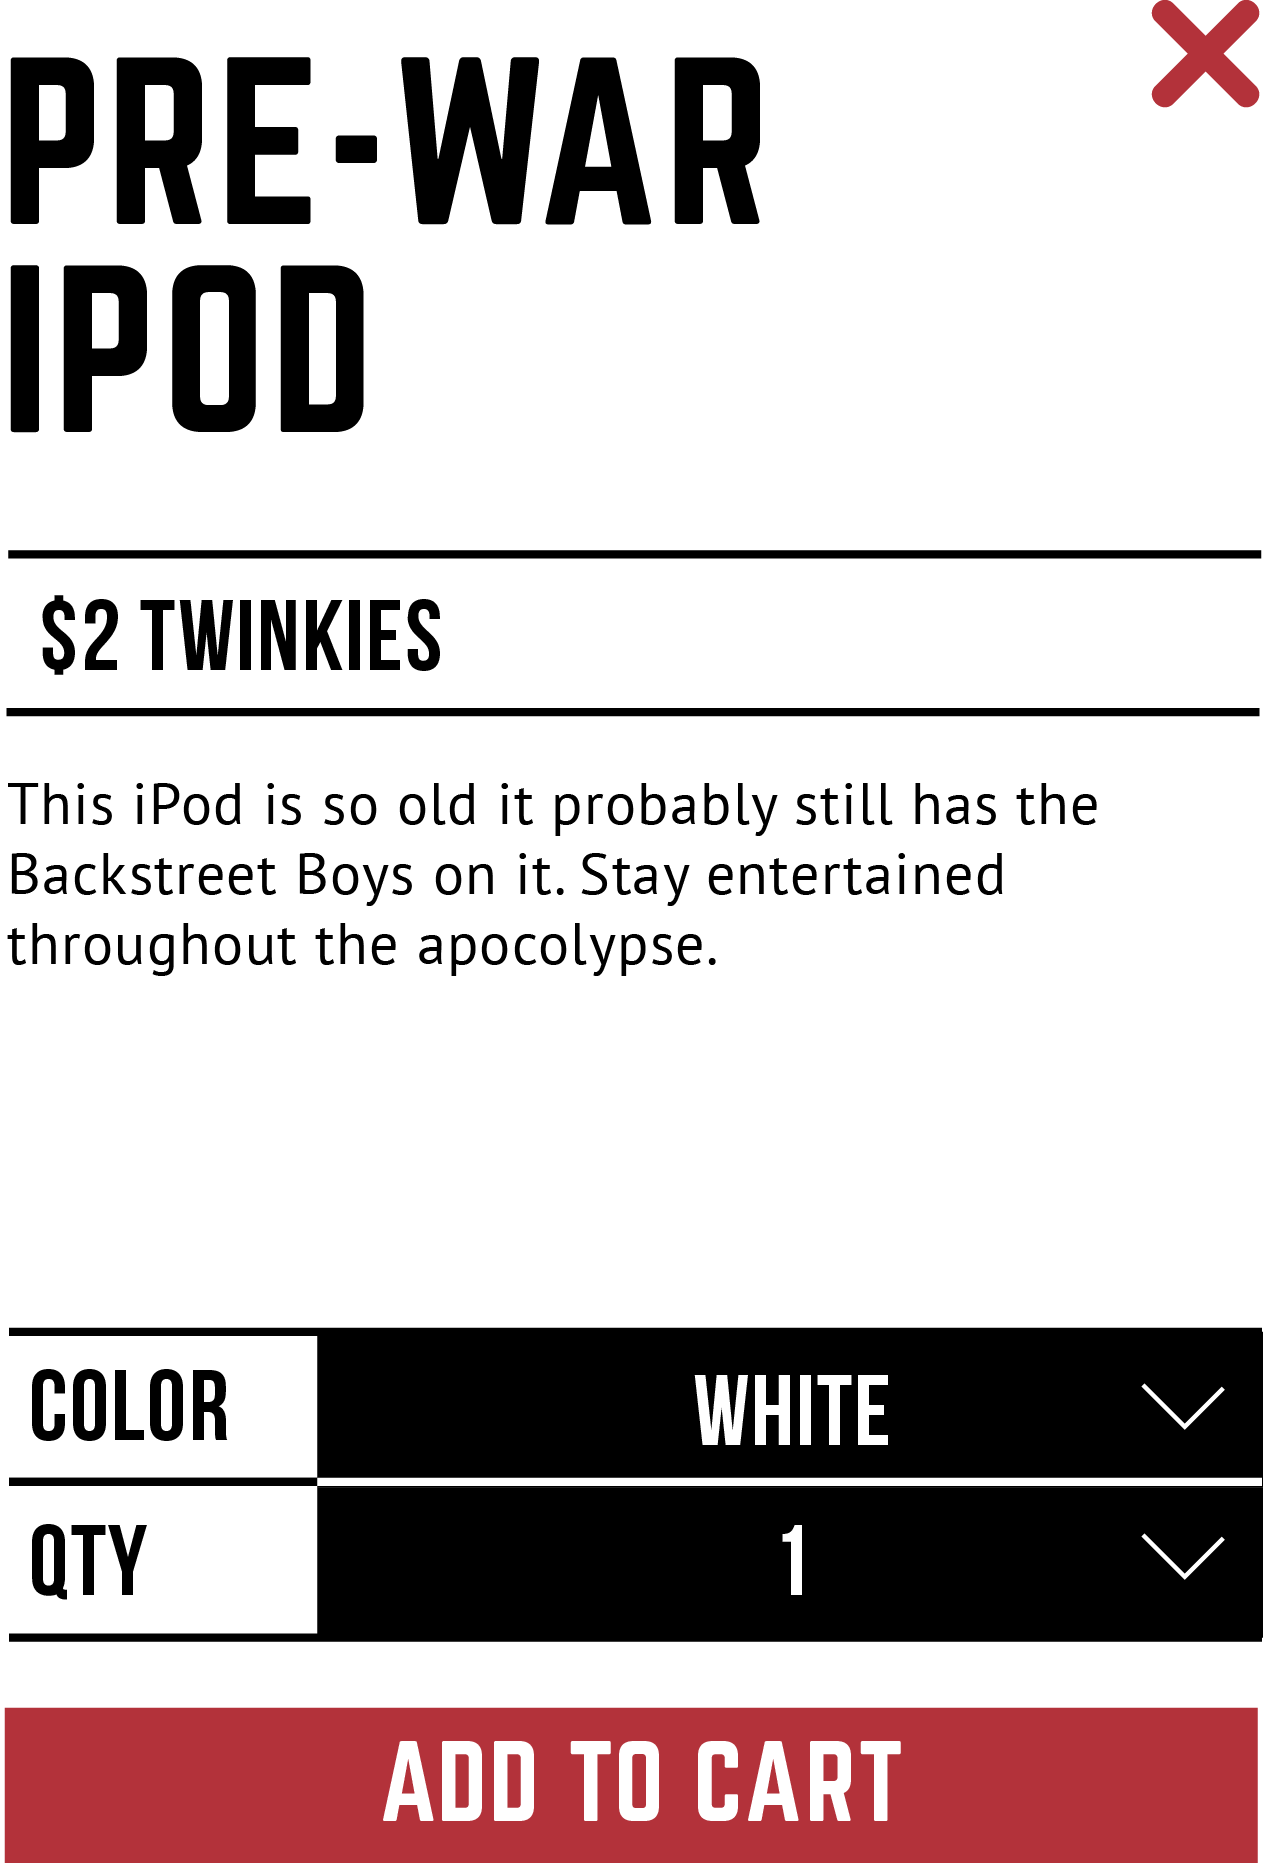 PRE-WAR
IPOD
$2 TWINKIES
This iPod is so old it probably still has the
Backstreet Boys on it. Stay entertained
throughout the apocolypse.
COLOR WHITE
QTY 1
ADD TO CART